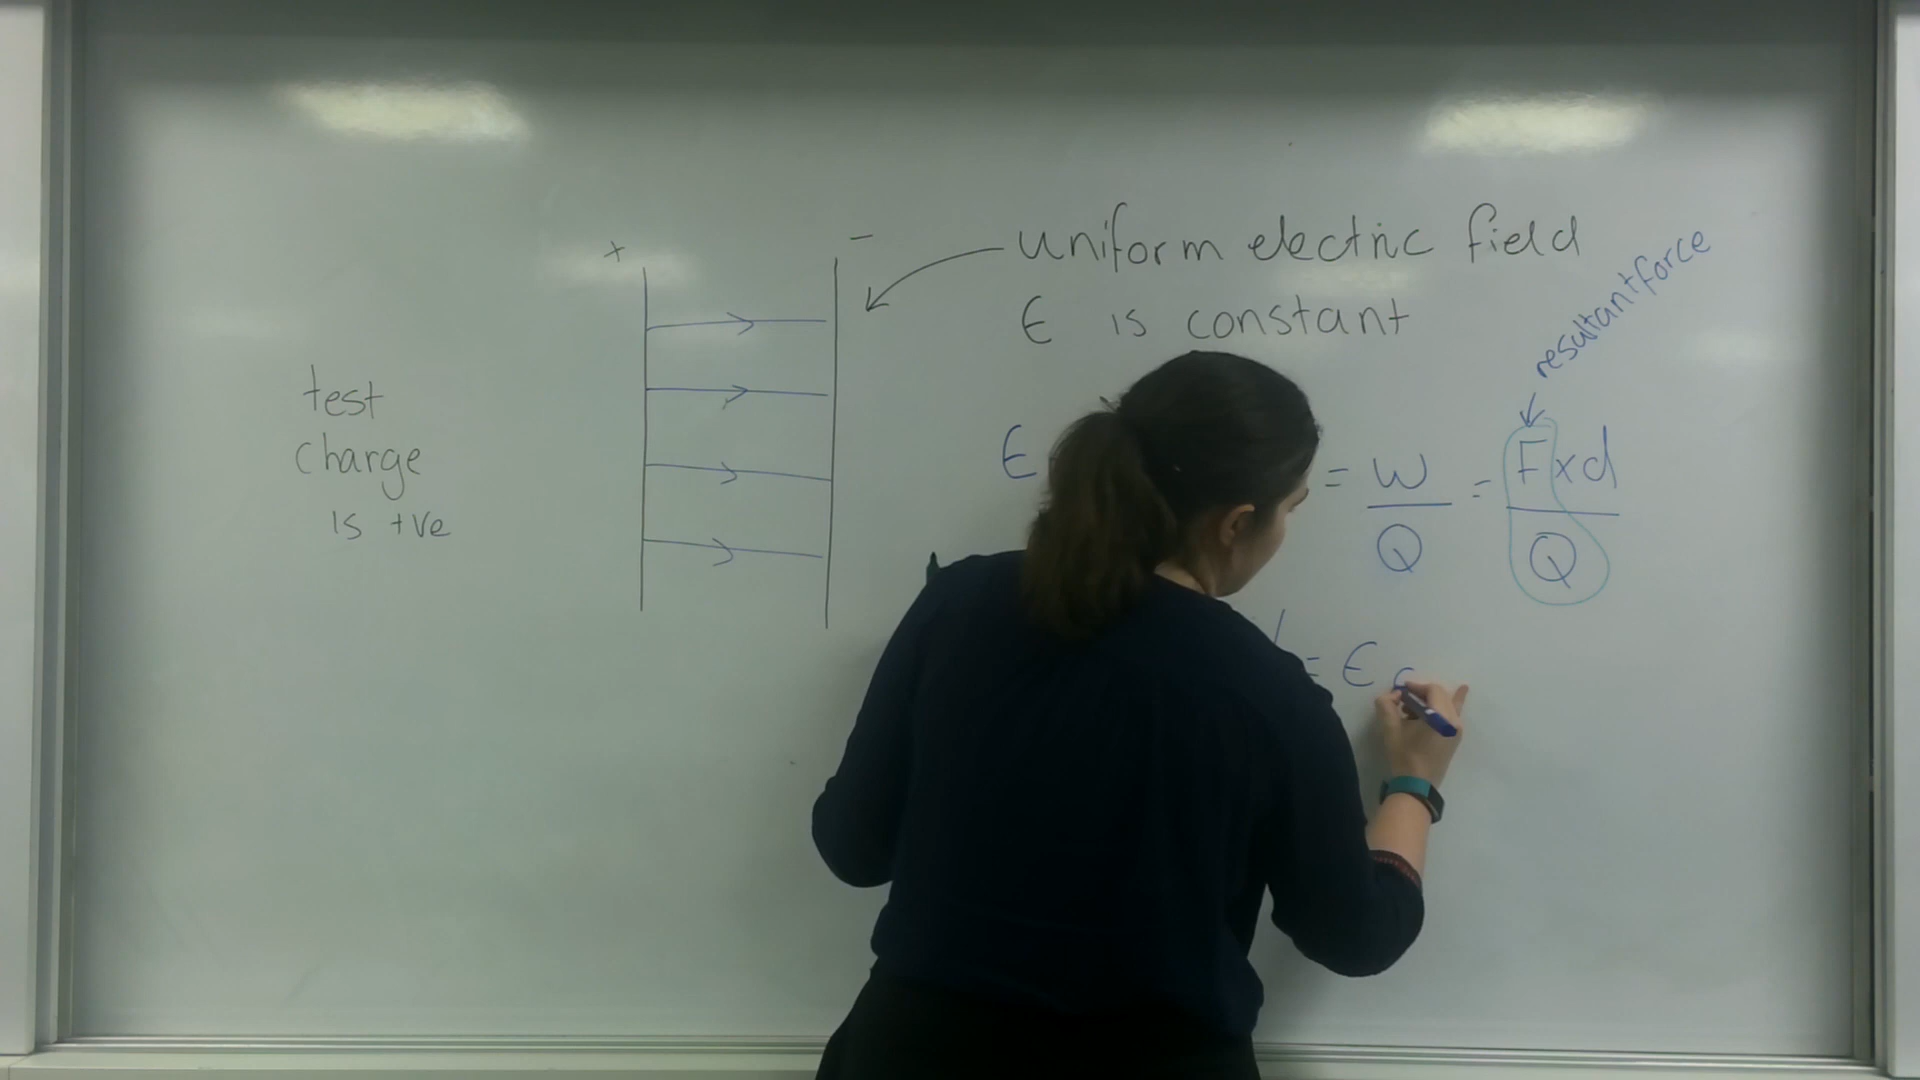 + −
uniform electric field
E is constant
resultant force
test
charge
is +ve
E
= W/Q = F×d/Q
= E